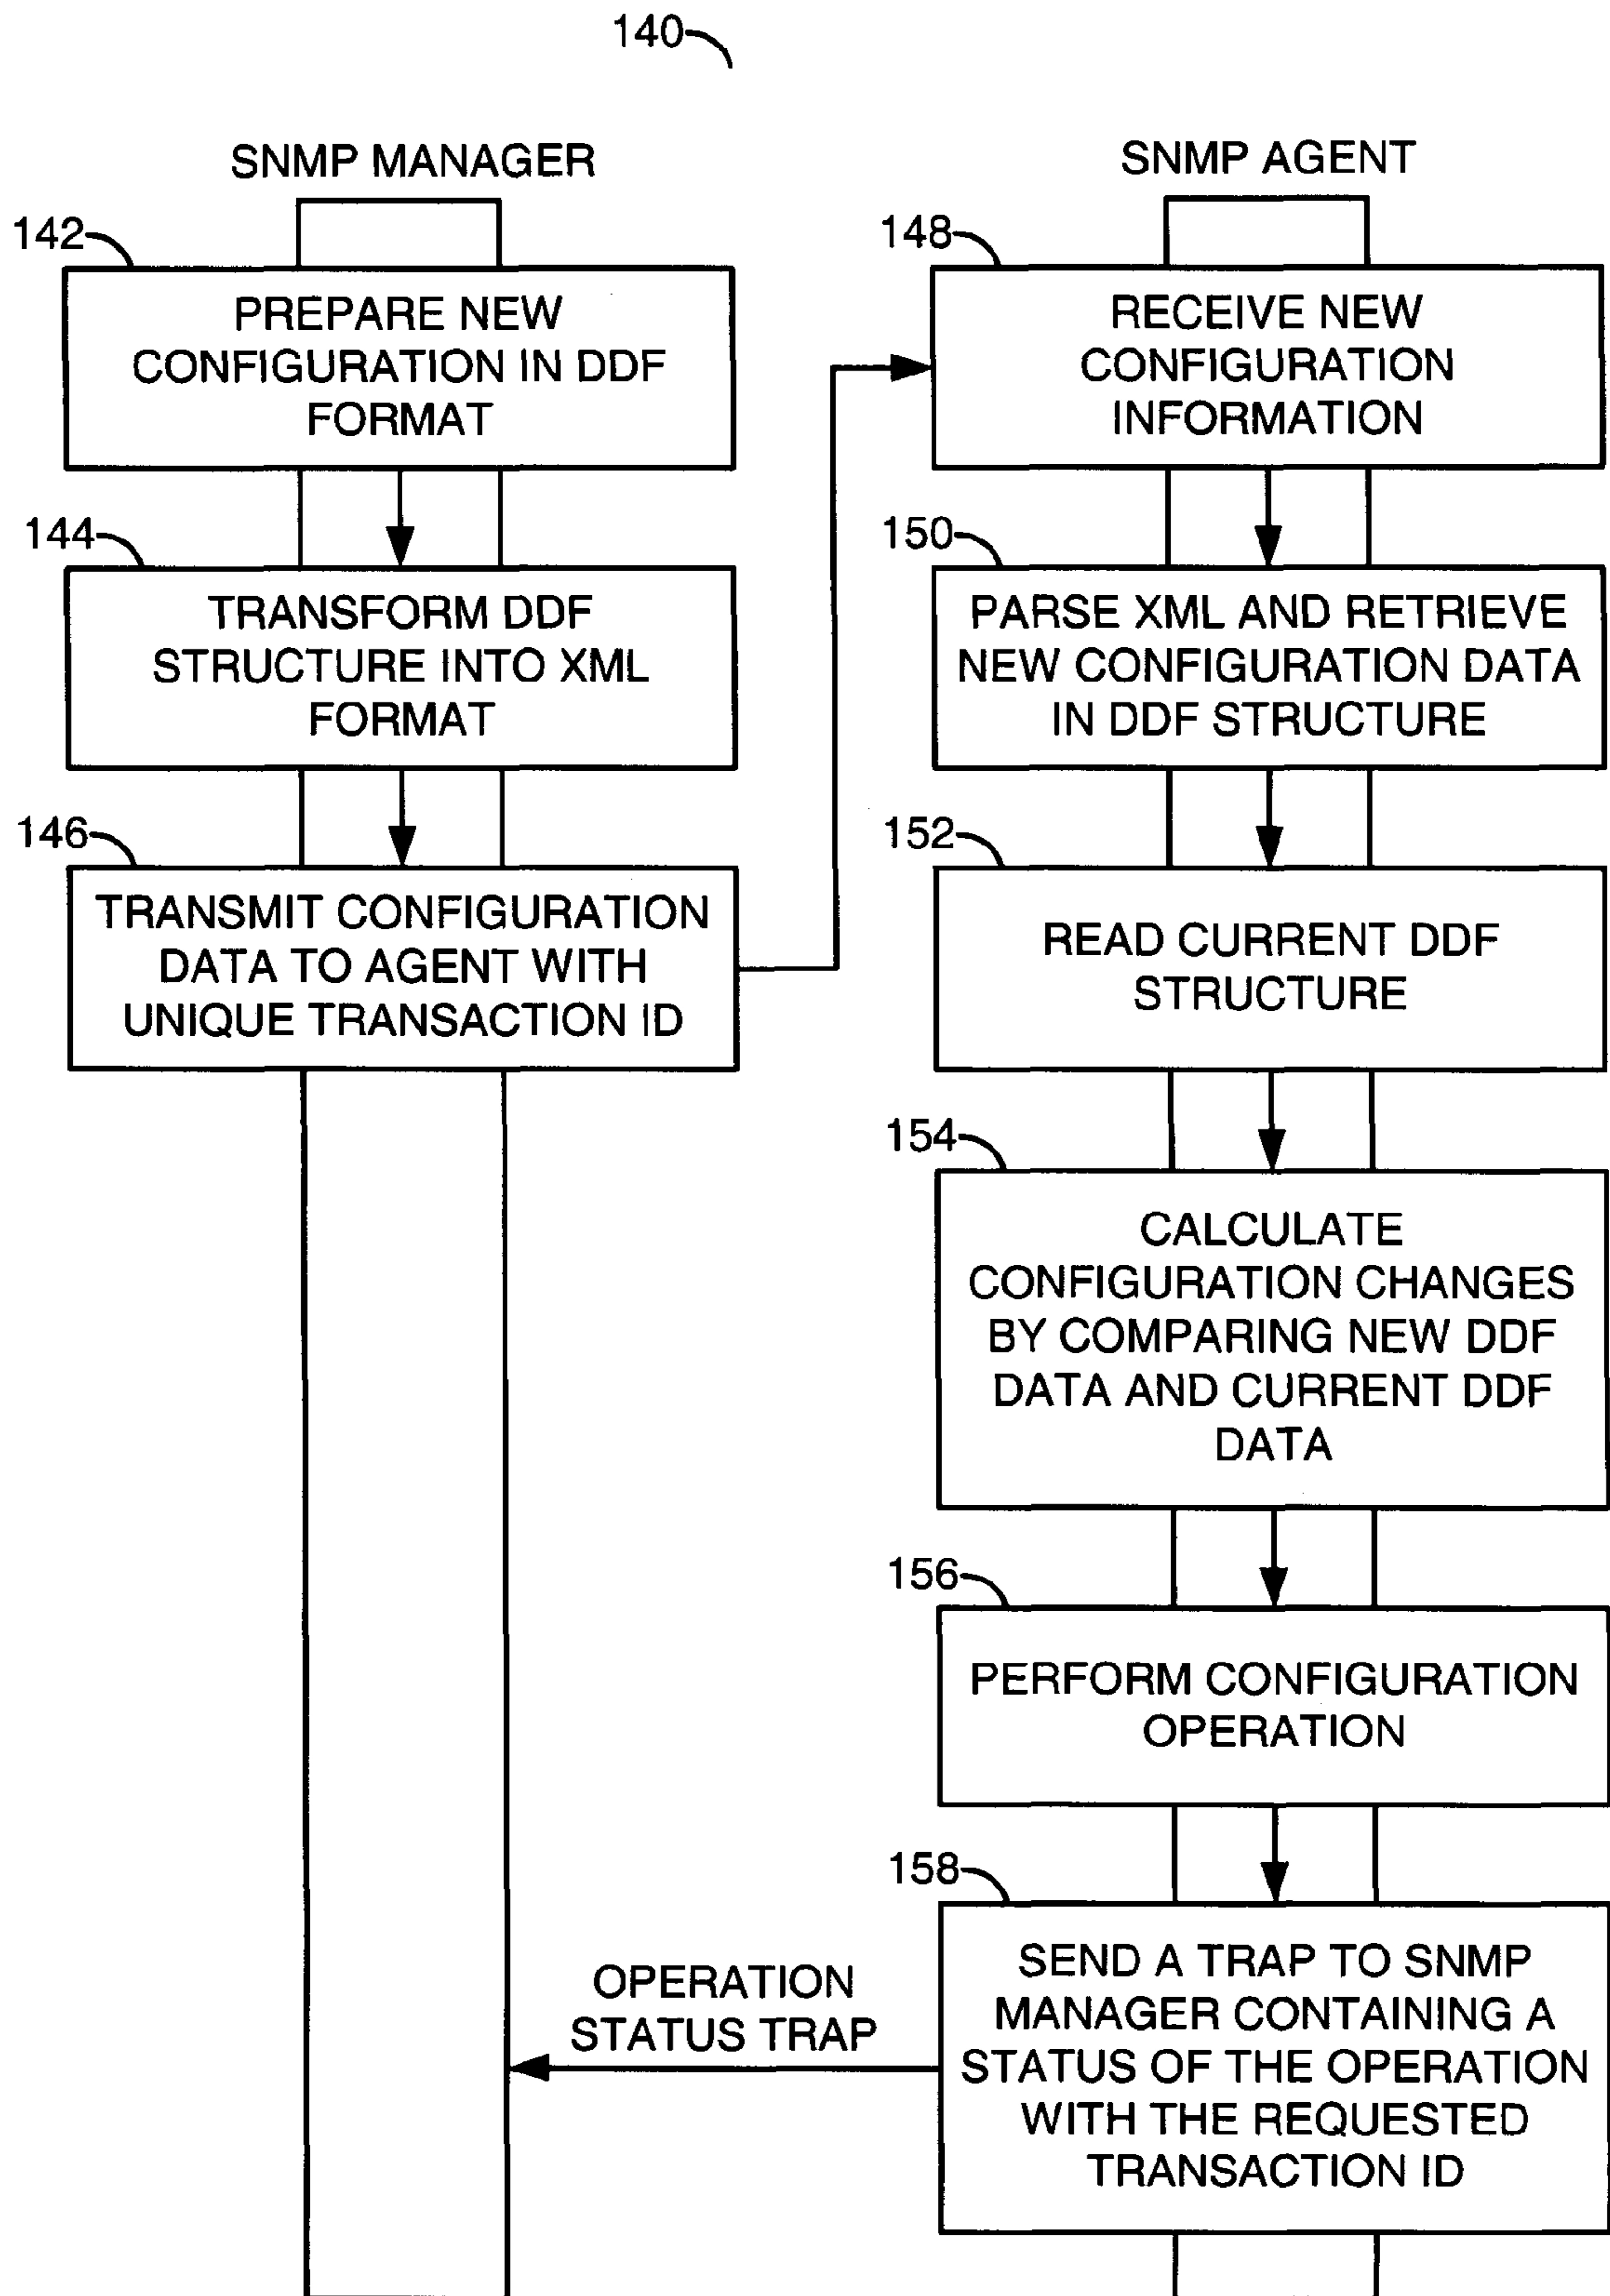 140
SNMP MANAGER
142
PREPARE NEW
CONFIGURATION IN DDF
FORMAT
144
TRANSFORM DDF
STRUCTURE INTO XML
FORMAT
146
TRANSMIT CONFIGURATION
DATA TO AGENT WITH
UNIQUE TRANSACTION ID
SNMP AGENT
148
RECEIVE NEW
CONFIGURATION
INFORMATION
150
PARSE XML AND RETRIEVE
NEW CONFIGURATION DATA
IN DDF STRUCTURE
152
READ CURRENT DDF
STRUCTURE
154
CALCULATE
CONFIGURATION CHANGES
BY COMPARING NEW DDF
DATA AND CURRENT DDF
DATA
156
PERFORM CONFIGURATION
OPERATION
158
SEND A TRAP TO SNMP
MANAGER CONTAINING A
STATUS OF THE OPERATION
WITH THE REQUESTED
TRANSACTION ID
OPERATION
STATUS TRAP